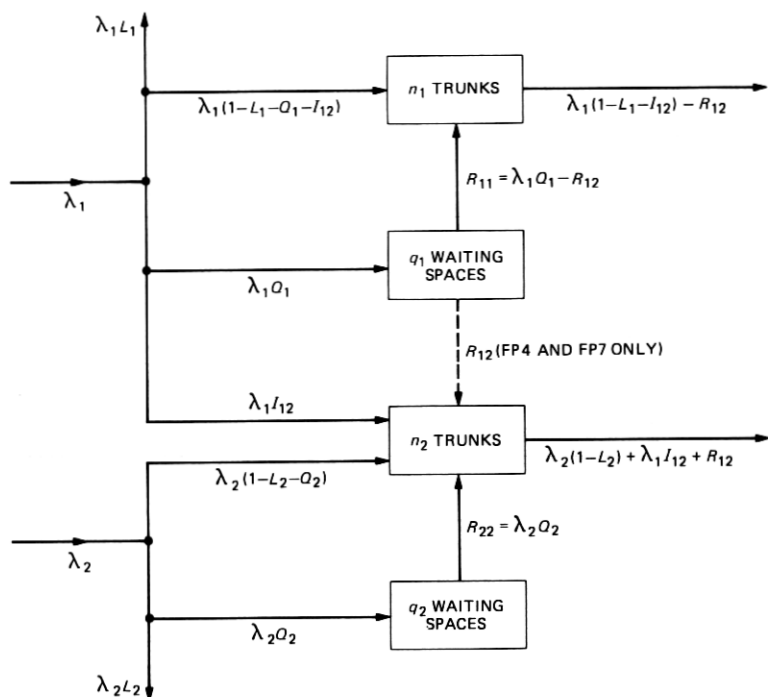 λ₁L₁
n₁ TRUNKS
λ₁(1−L₁−Q₁−I₁₂)
λ₁(1−L₁−I₁₂)−R₁₂
λ₁
R₁₁=λ₁Q₁−R₁₂
q₁ WAITING
SPACES
λ₁Q₁
R₁₂(FP4 AND FP7 ONLY)
λ₁I₁₂
n₂ TRUNKS
λ₂(1−L₂)+λ₁I₁₂+R₁₂
λ₂(1−L₂−Q₂)
R₂₂=λ₂Q₂
λ₂
q₂ WAITING
SPACES
λ₂Q₂
λ₂L₂